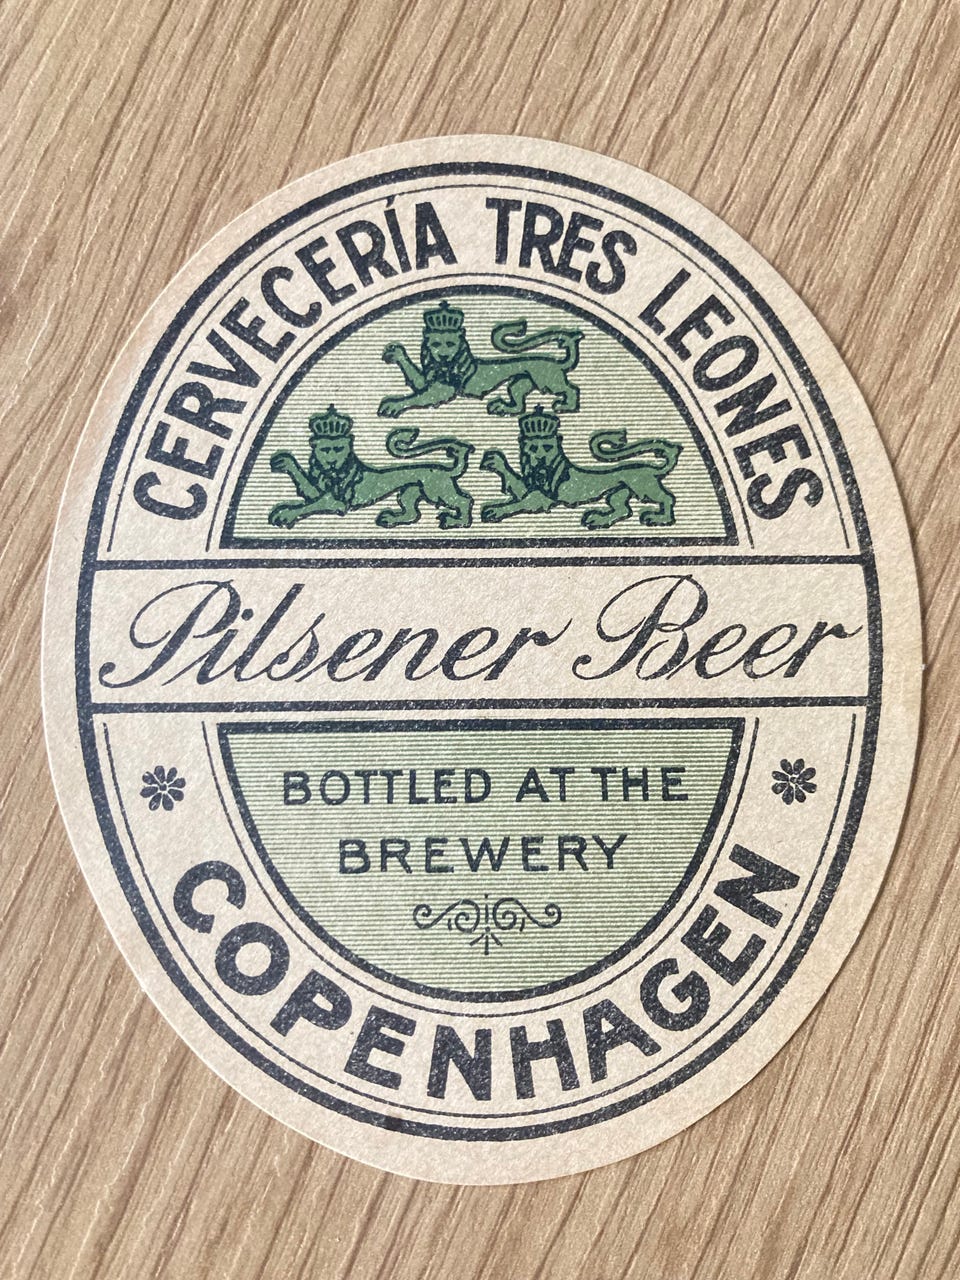 CERVECERÍA TRES LEONES
Pilsener Beer
BOTTLED AT THE
BREWERY
COPENHAGEN